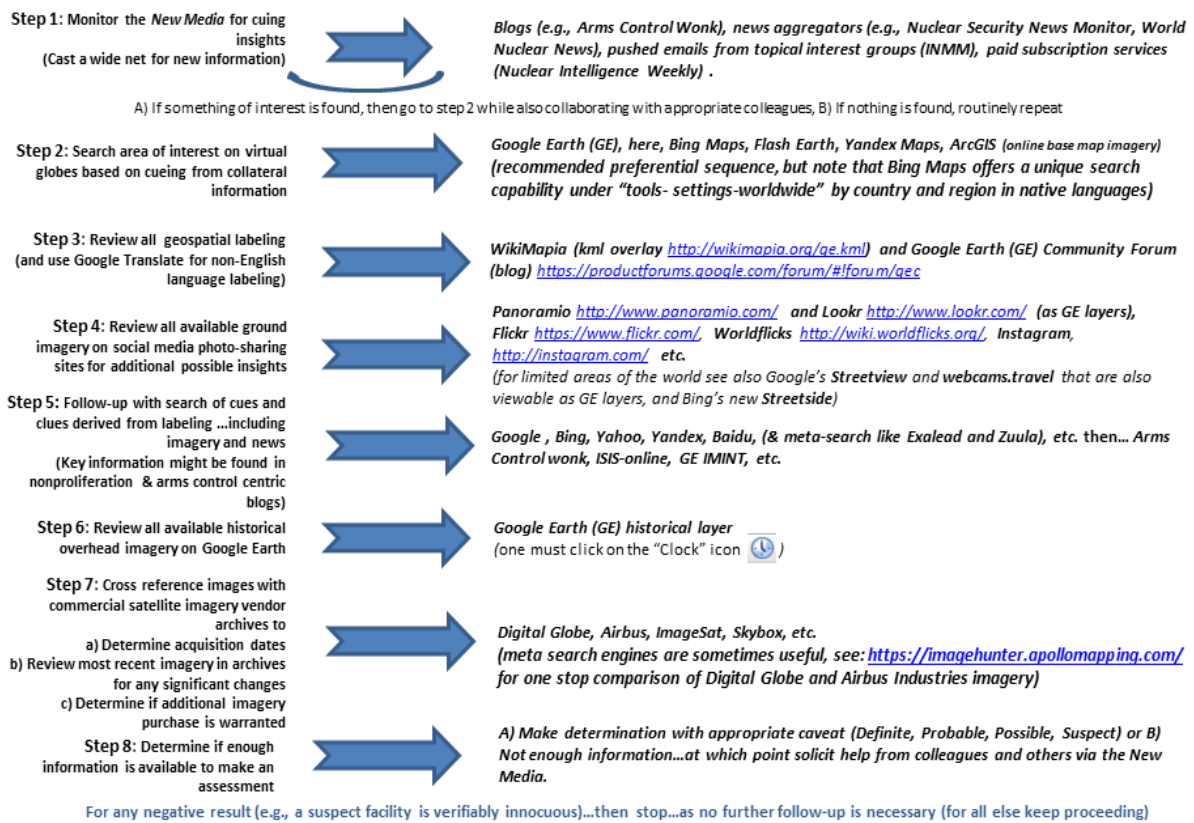 Step 1: Monitor the New Media for cuing
insights
(Cast a wide net for new information)
Blogs (e.g., Arms Control Wonk), news aggregators (e.g., Nuclear Security News Monitor, World
Nuclear News), pushed emails from topical interest groups (INMM), paid subscription services
(Nuclear Intelligence Weekly) .
A) If something of interest is found, then go to step 2 while also collaborating with appropriate colleagues, B) If nothing is found, routinely repeat
Step 2: Search area of interest on virtual
globes based on cueing from collateral
information
Google Earth (GE), here, Bing Maps, Flash Earth, Yandex Maps, ArcGIS (online base map imagery)
(recommended preferential sequence, but note that Bing Maps offers a unique search
capability under “tools- settings-worldwide” by country and region in native languages)
Step 3: Review all geospatial labeling
(and use Google Translate for non-English
language labeling)
WikiMapia (kml overlay http://wikimapia.org/ge.kml) and Google Earth (GE) Community Forum
(blog) https://productforums.google.com/forum/#!forum/gec
Step 4: Review all available ground
imagery on social media photo-sharing
sites for additional possible insights
Panoramio http://www.panoramio.com/ and Lookr http://www.lookr.com/ (as GE layers),
Flickr https://www.flickr.com/, Worldflicks http://wiki.worldflicks.org/, Instagram,
http://instagram.com/ etc.
(for limited areas of the world see also Google’s Streetview and webcams.travel that are also
viewable as GE layers, and Bing’s new Streetside)
Step 5: Follow-up with search of cues and
clues derived from labeling ...including
imagery and news
(Key information might be found in
nonproliferation & arms control centric
blogs)
Google , Bing, Yahoo, Yandex, Baidu, (& meta-search like Exalead and Zuula), etc. then... Arms
Control wonk, ISIS-online, GE IMINT, etc.
Step 6: Review all available historical
overhead imagery on Google Earth
Google Earth (GE) historical layer
(one must click on the “Clock” icon )
Step 7: Cross reference images with
commercial satellite imagery vendor
archives to
a) Determine acquisition dates
b) Review most recent imagery in archives
for any significant changes
c) Determine if additional imagery
purchase is warranted
Digital Globe, Airbus, ImageSat, Skybox, etc.
(meta search engines are sometimes useful, see: https://imagehunter.apollomapping.com/
for one stop comparison of Digital Globe and Airbus Industries imagery)
Step 8: Determine if enough
information is available to make an
assessment
A) Make determination with appropriate caveat (Definite, Probable, Possible, Suspect) or B)
Not enough information...at which point solicit help from colleagues and others via the New
Media.
For any negative result (e.g., a suspect facility is verifiably innocuous)...then stop...as no further follow-up is necessary (for all else keep proceeding)